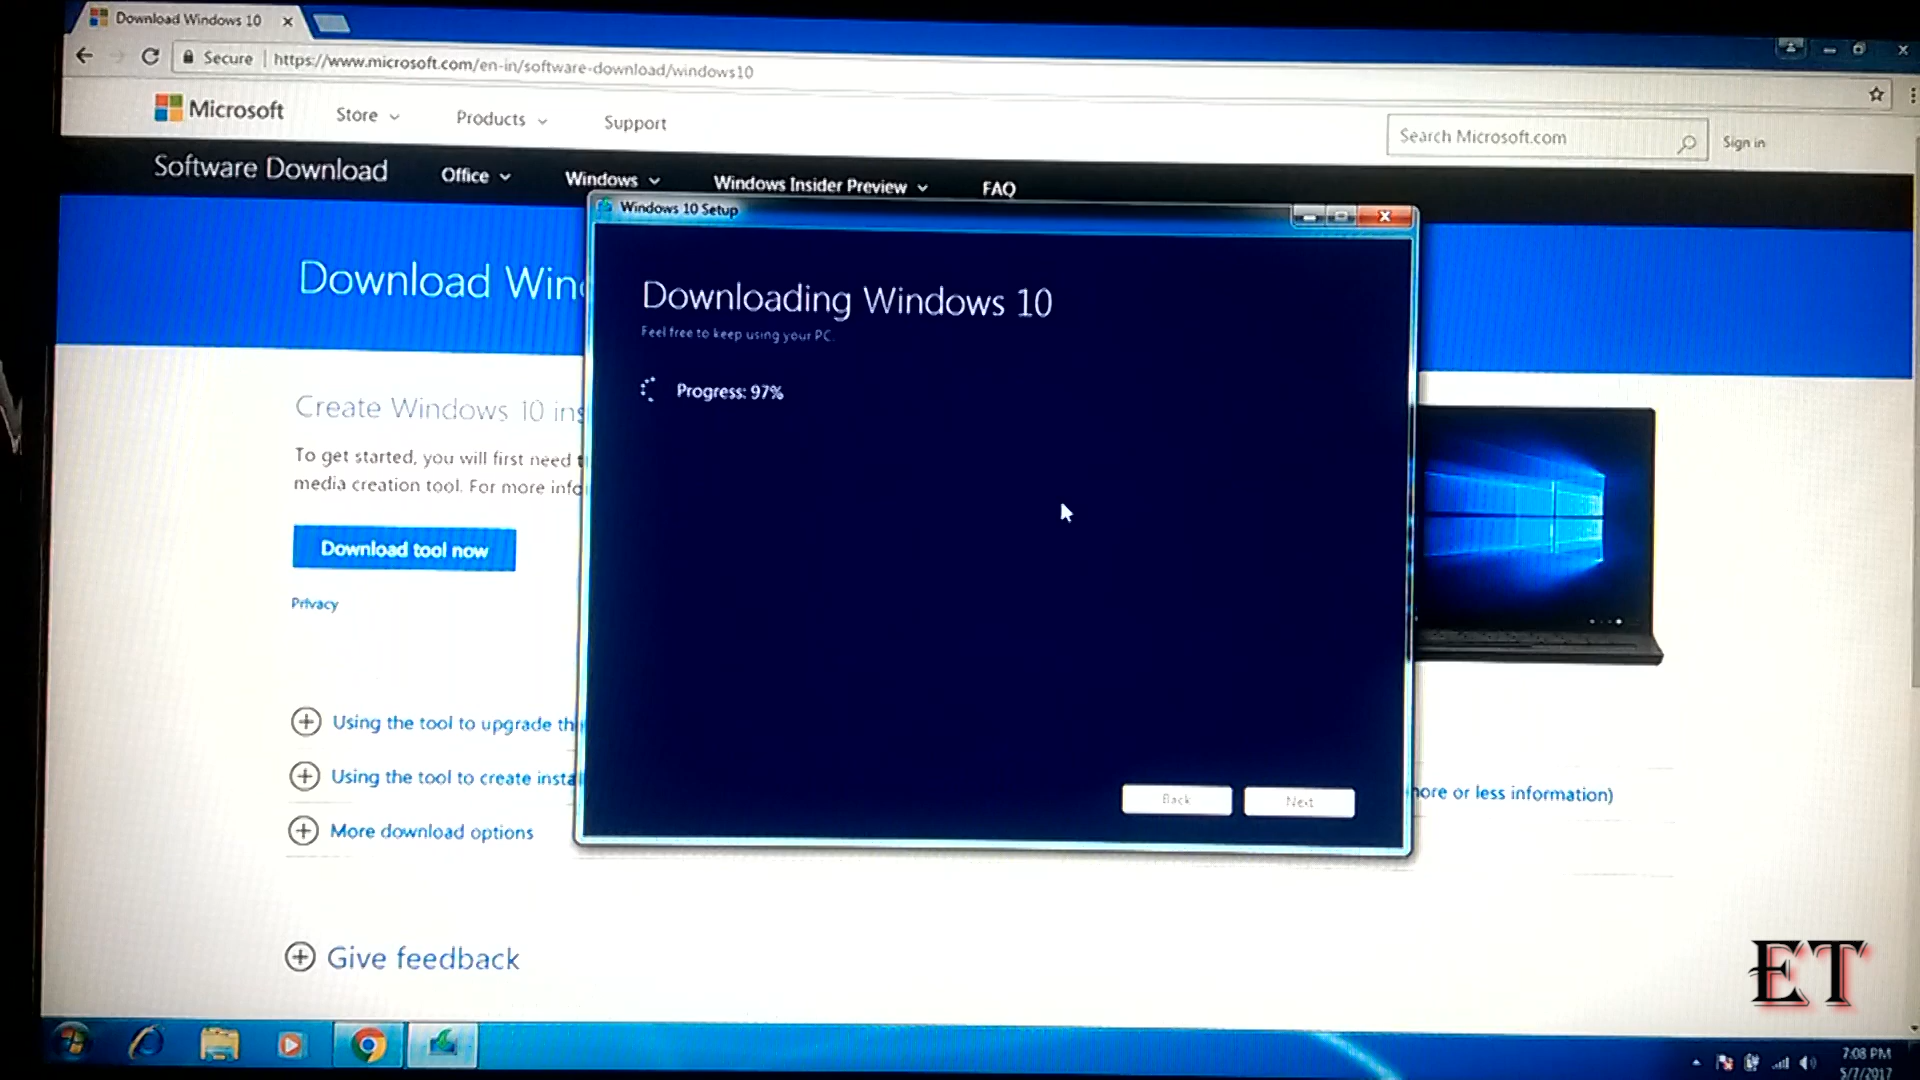 Download Windows 10
Secure
https://www.microsoft.com/en-in/software-download/windows10
Microsoft
Store
Products
Support
Search Microsoft.com
Sign in
Software Download
Office
Windows
Windows Insider Preview
FAQ
Windows 10 Setup
Download Win
Downloading Windows 10
Feel free to keep using your PC.
Progress: 97%
Create Windows 10 ins
To get started, you will first need t
media creation tool. For more info
Download tool now
Privacy
Using the tool to upgrade thi
Using the tool to create insta
more or less information)
More download options
Back
Next
Give feedback
ET
7:08 PM
5/7/2017